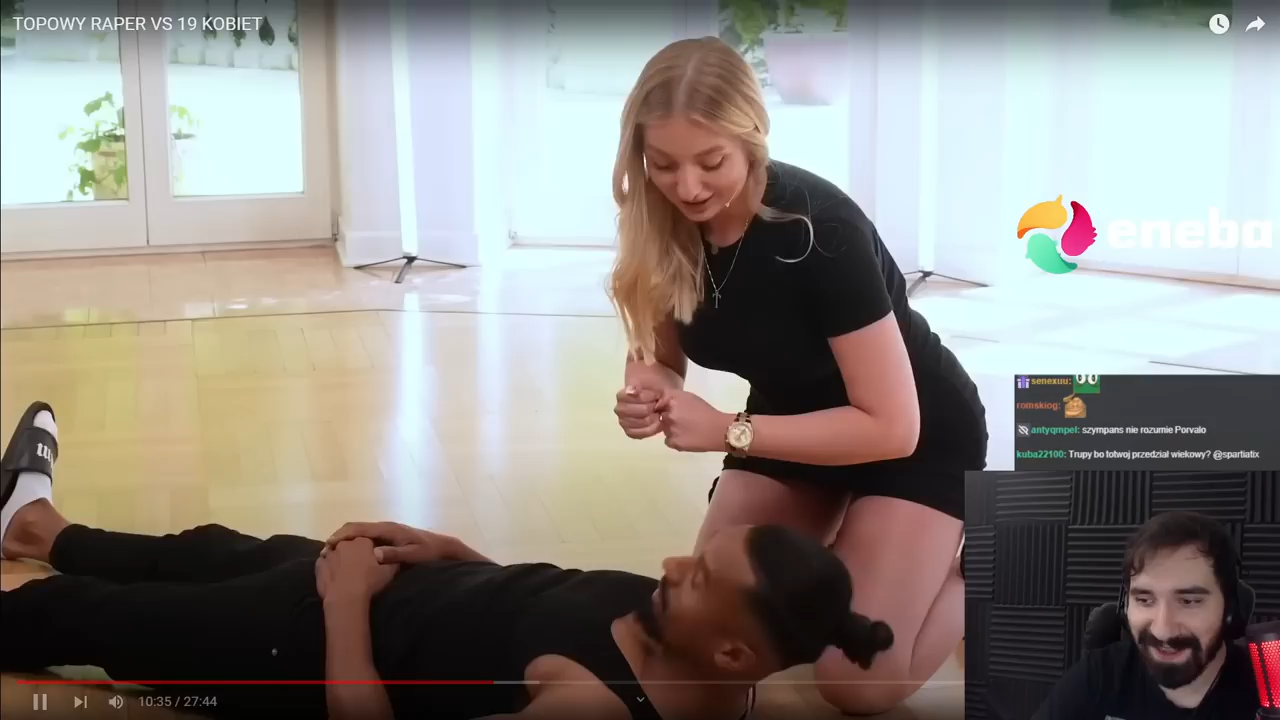 TOPOWY RAPER VS 19 KOBIET
eneba
senexuu:
romskiog:
antyqmpel: szympans nie rozumie Porvalo
kuba22100: Trupy bo totwoj przedział wiekowy? @spartiatix
10:35 / 27:44